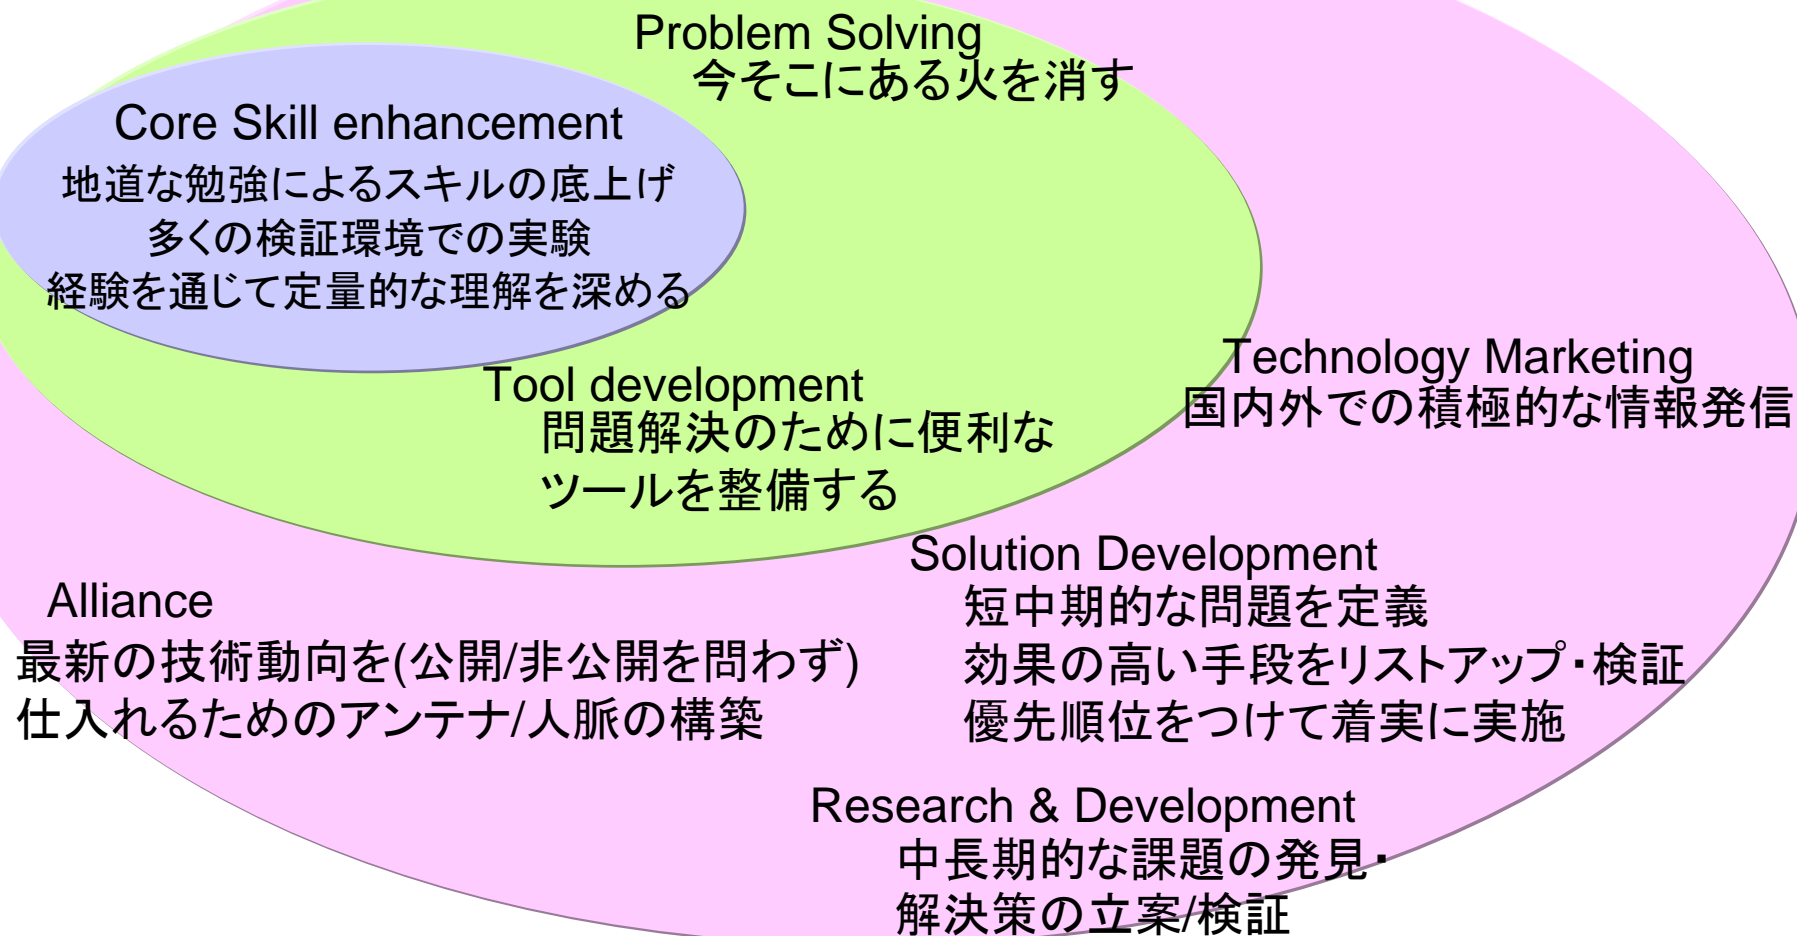 Problem Solving
今そこにある火を消す
Core Skill enhancement
地道な勉強によるスキルの底上げ
多くの検証環境での実験
経験を通じて定量的な理解を深める
Tool development
問題解決のために便利な
ツールを整備する
Technology Marketing
国内外での積極的な情報発信
Solution Development
短中期的な問題を定義
効果の高い手段をリストアップ・検証
優先順位をつけて着実に実施
Alliance
最新の技術動向を(公開/非公開を問わず)
仕入れるためのアンテナ/人脈の構築
Research & Development
中長期的な課題の発見・
解決策の立案/検証